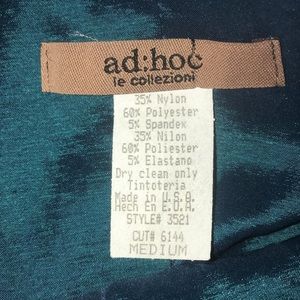 ad:hoc
le collezioni
35% Nylon
60% Polyester
5% Spandex
35% Nilon
60% Poliester
5% Elastano
Dry clean only
Tintoteria
Made in U.S.A.
Hech En E.U.A.
STYLE# 3521
CUT# 6144
MEDIUM